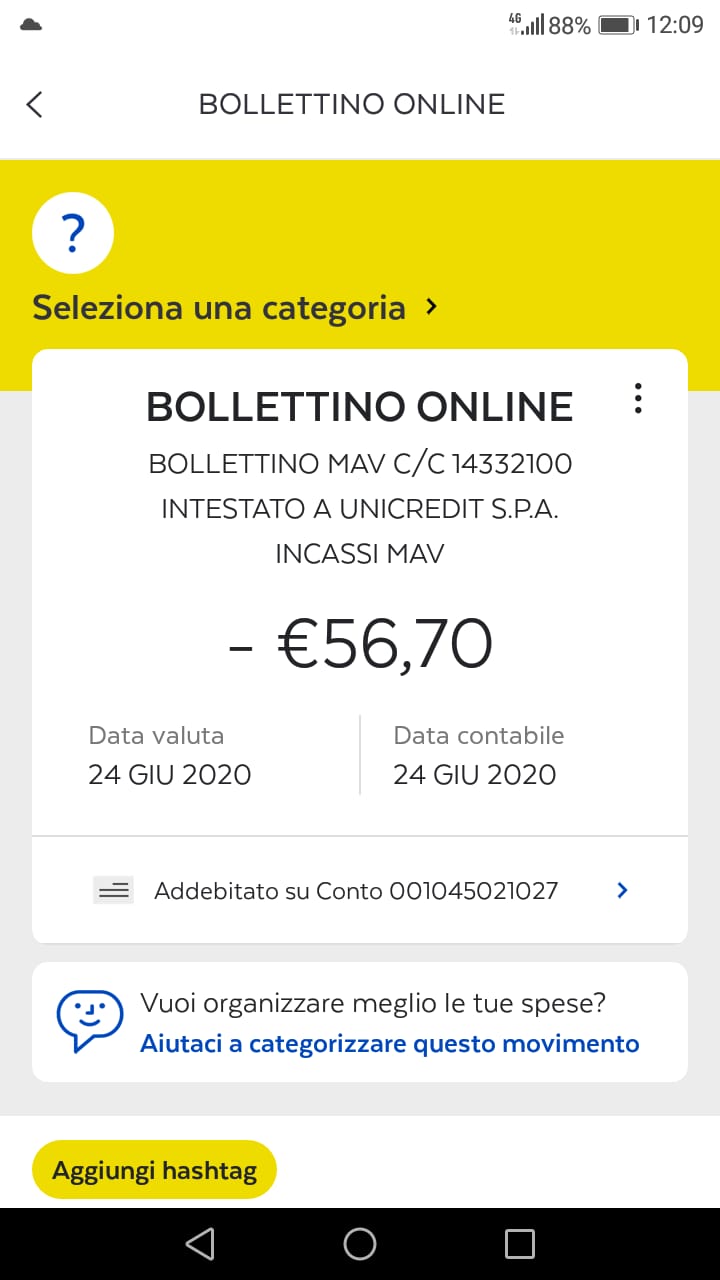 4G 88% 12:09
BOLLETTINO ONLINE
?
Seleziona una categoria
BOLLETTINO ONLINE
BOLLETTINO MAV C/C 14332100
INTESTATO A UNICREDIT S.P.A.
INCASSI MAV
- €56,70
Data valuta
24 GIU 2020
Data contabile
24 GIU 2020
Addebitato su Conto 001045021027
Vuoi organizzare meglio le tue spese?
Aiutaci a categorizzare questo movimento
Aggiungi hashtag